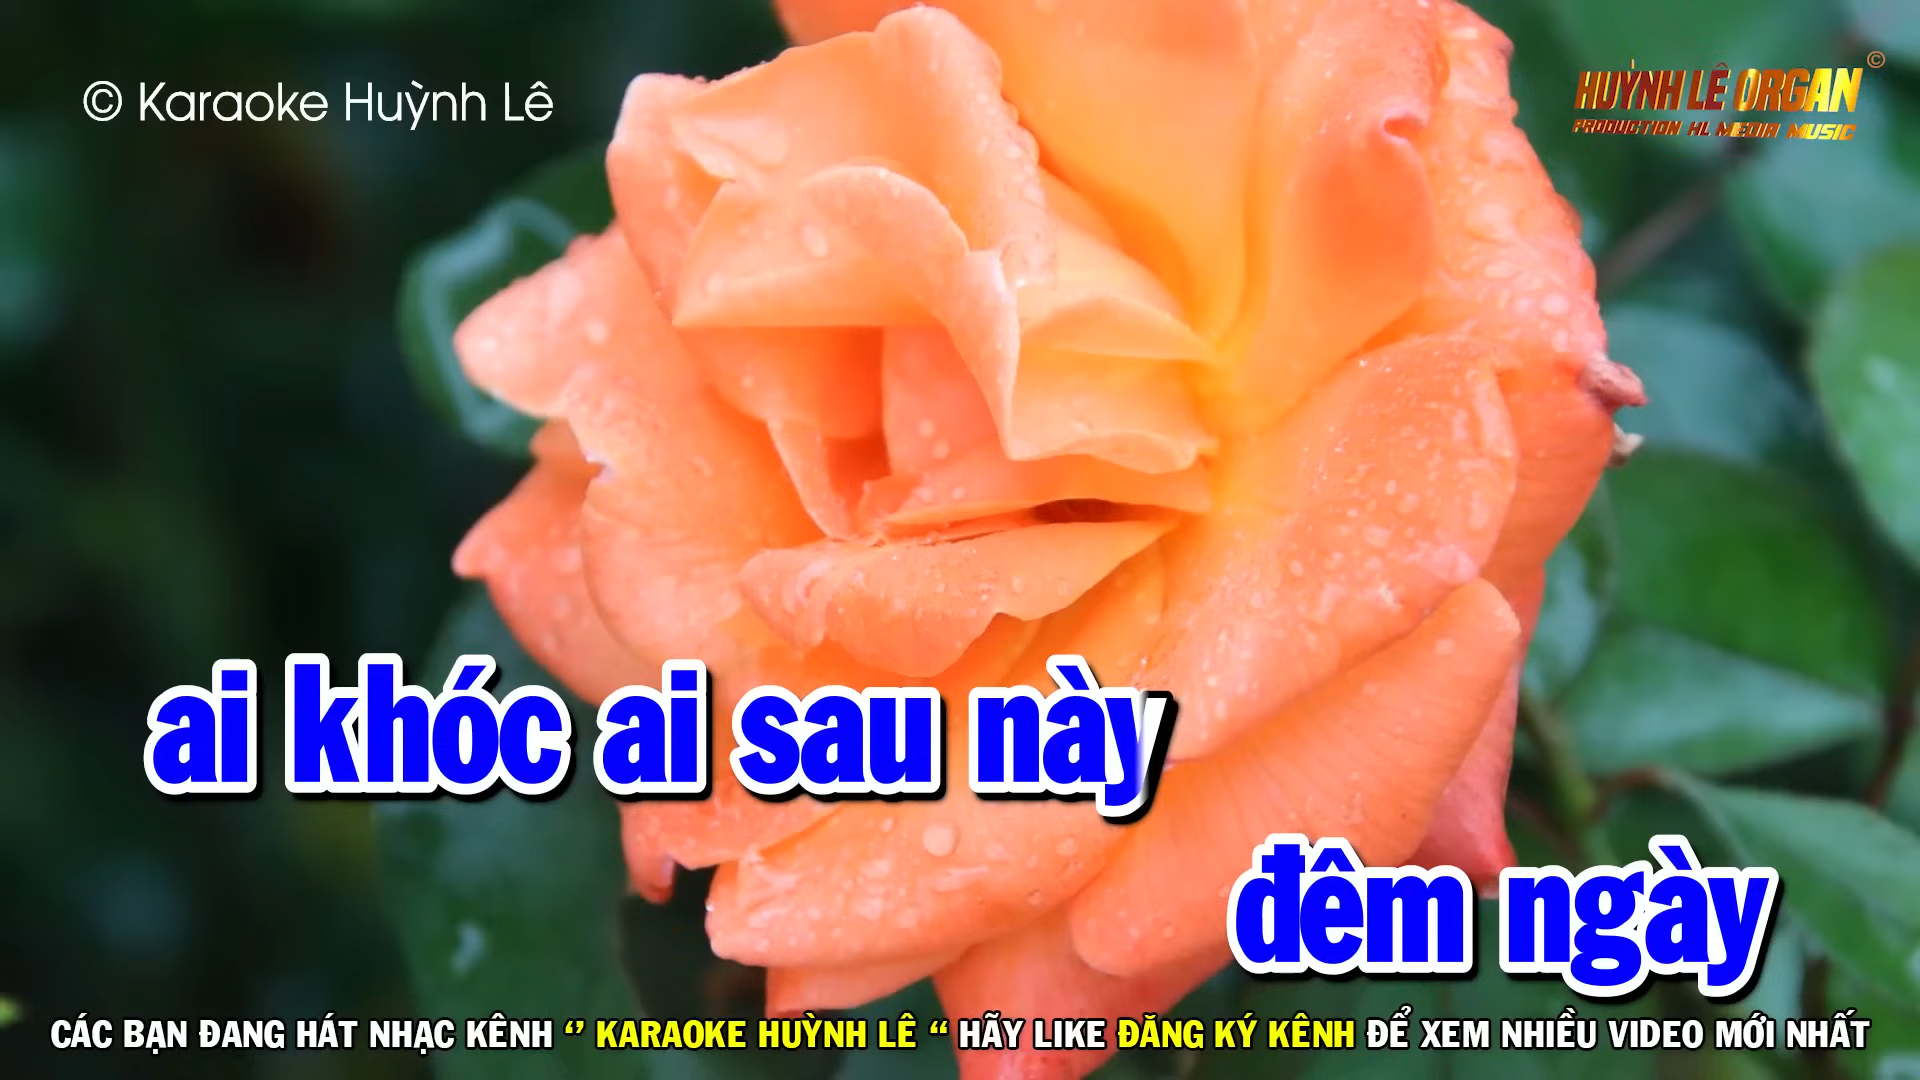 © Karaoke Huỳnh Lê
HUỲNH LÊ ORGAN ©
PRODUCTION HL MEDIA MUSIC
ai khóc ai sau này
đêm ngày
CÁC BẠN ĐANG HÁT NHẠC KÊNH ‘’ KARAOKE HUỲNH LÊ “ HÃY LIKE ĐĂNG KÝ KÊNH ĐỂ XEM NHIỀU VIDEO MỚI NHẤT